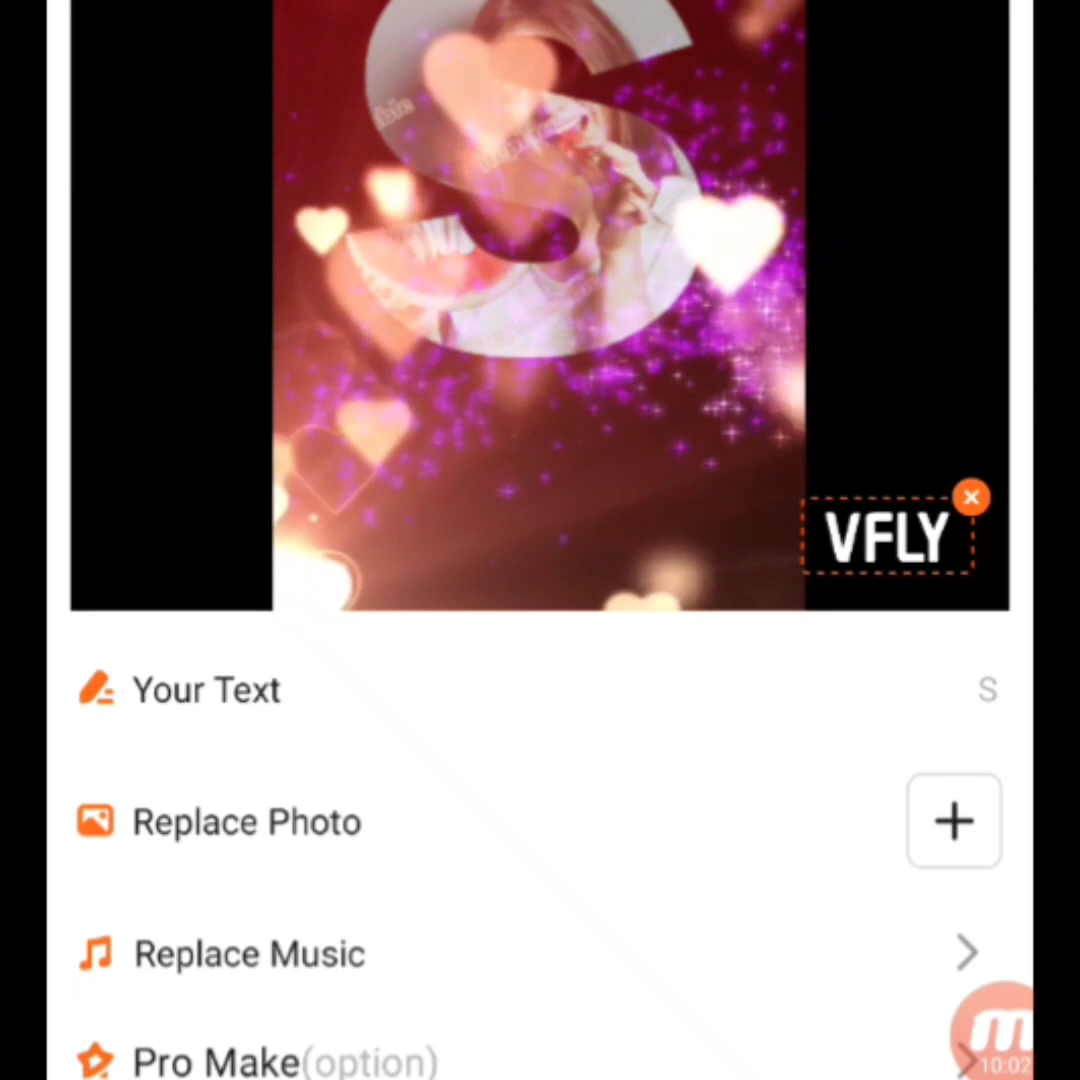 S
VFLY
Your Text
S
Replace Photo
Replace Music
Pro Make(option)
10:02